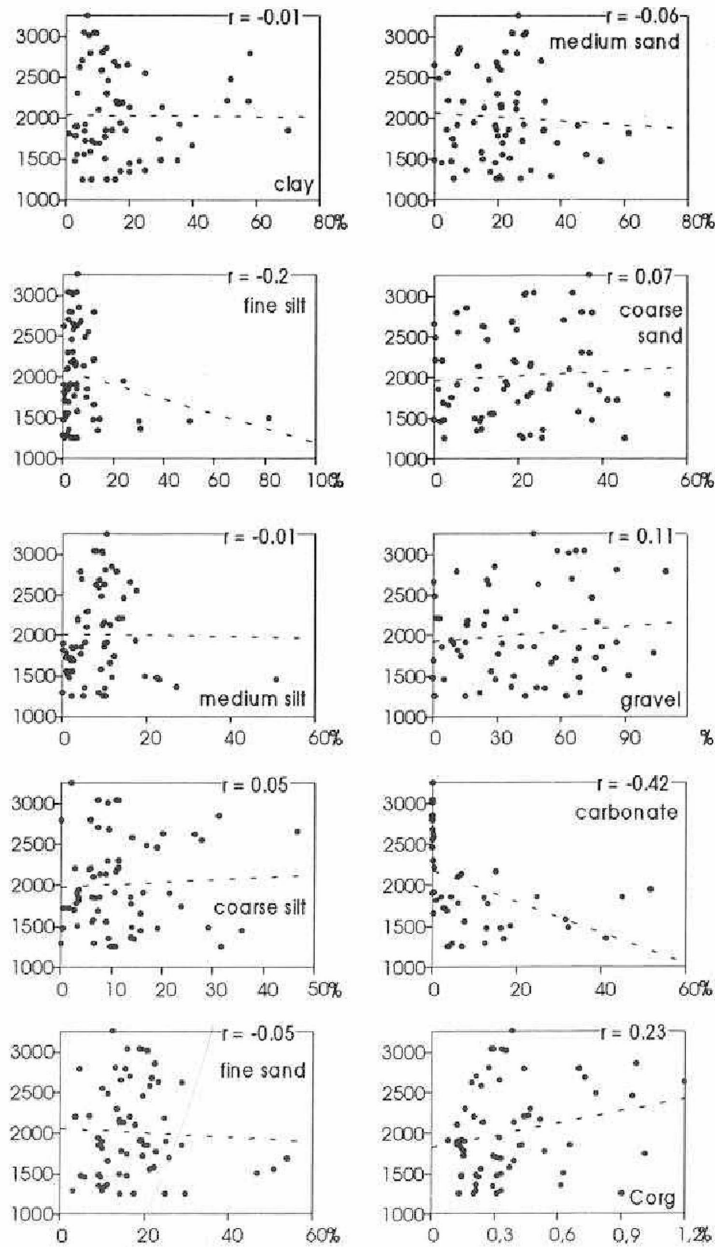 r = -0.01
clay
3000
2500
2000
1500
1000
0 20 40 60 80%
r = -0.06
medium sand
3000
2500
2000
1500
1000
0 20 40 60 80%
r = -0.2
fine silt
3000
2500
2000
1500
1000
0 20 40 60 80 100%
r = 0.07
coarse
sand
3000
2500
2000
1500
1000
0 20 40 60%
r = -0.01
medium silt
3000
2500
2000
1500
1000
0 20 40 60%
r = 0.11
gravel
3000
2500
2000
1500
1000
0 30 60 90 %
r = 0.05
coarse silt
3000
2500
2000
1500
1000
0 10 20 30 40 50%
r = -0.42
carbonate
3000
2500
2000
1500
1000
0 20 40 60%
r = -0.05
fine sand
3000
2500
2000
1500
1000
0 20 40 60%
r = 0.23
Corg
3000
2500
2000
1500
1000
0 0,3 0,6 0,9 1,2%